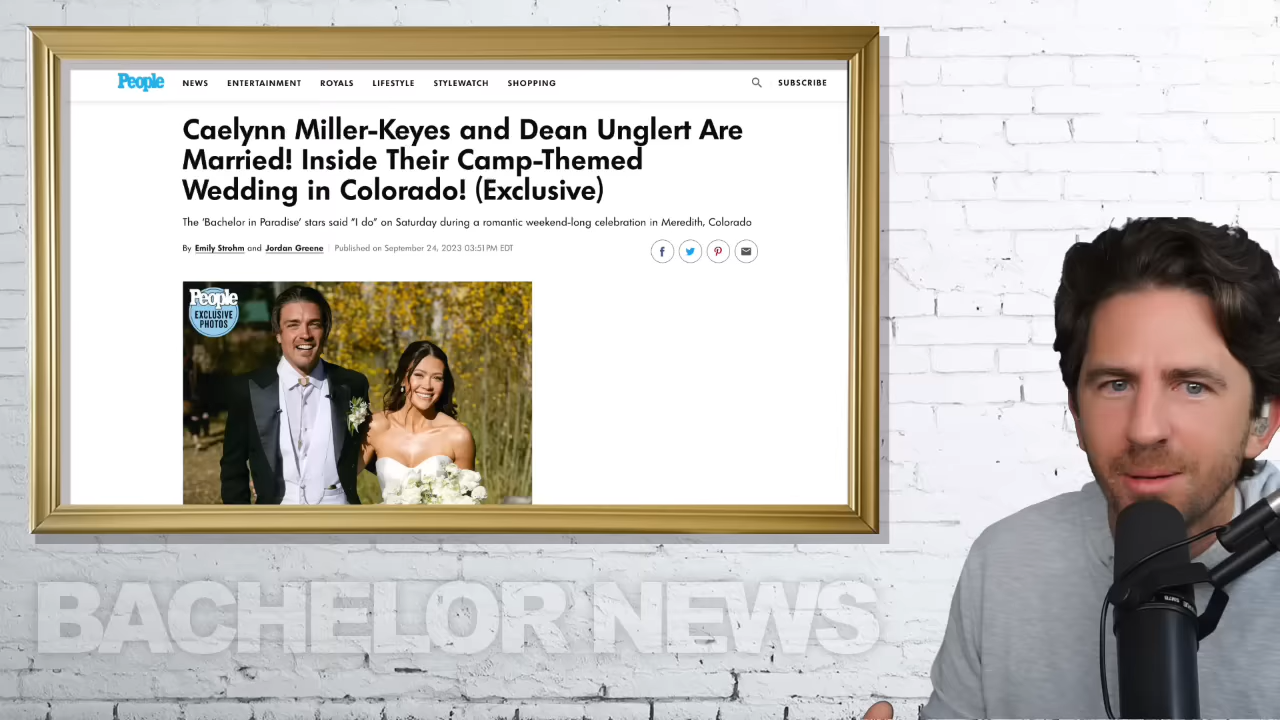 People NEWS ENTERTAINMENT ROYALS LIFESTYLE STYLEWATCH SHOPPING SUBSCRIBE
Caelynn Miller-Keyes and Dean Unglert Are
Married! Inside Their Camp-Themed
Wedding in Colorado! (Exclusive)
The 'Bachelor in Paradise' stars said "I do" on Saturday during a romantic weekend-long celebration in Meredith, Colorado
By Emily Strohm and Jordan Greene Published on September 24, 2023 03:51PM EDT
People
EXCLUSIVE
PHOTOS
BACHELOR NEWS